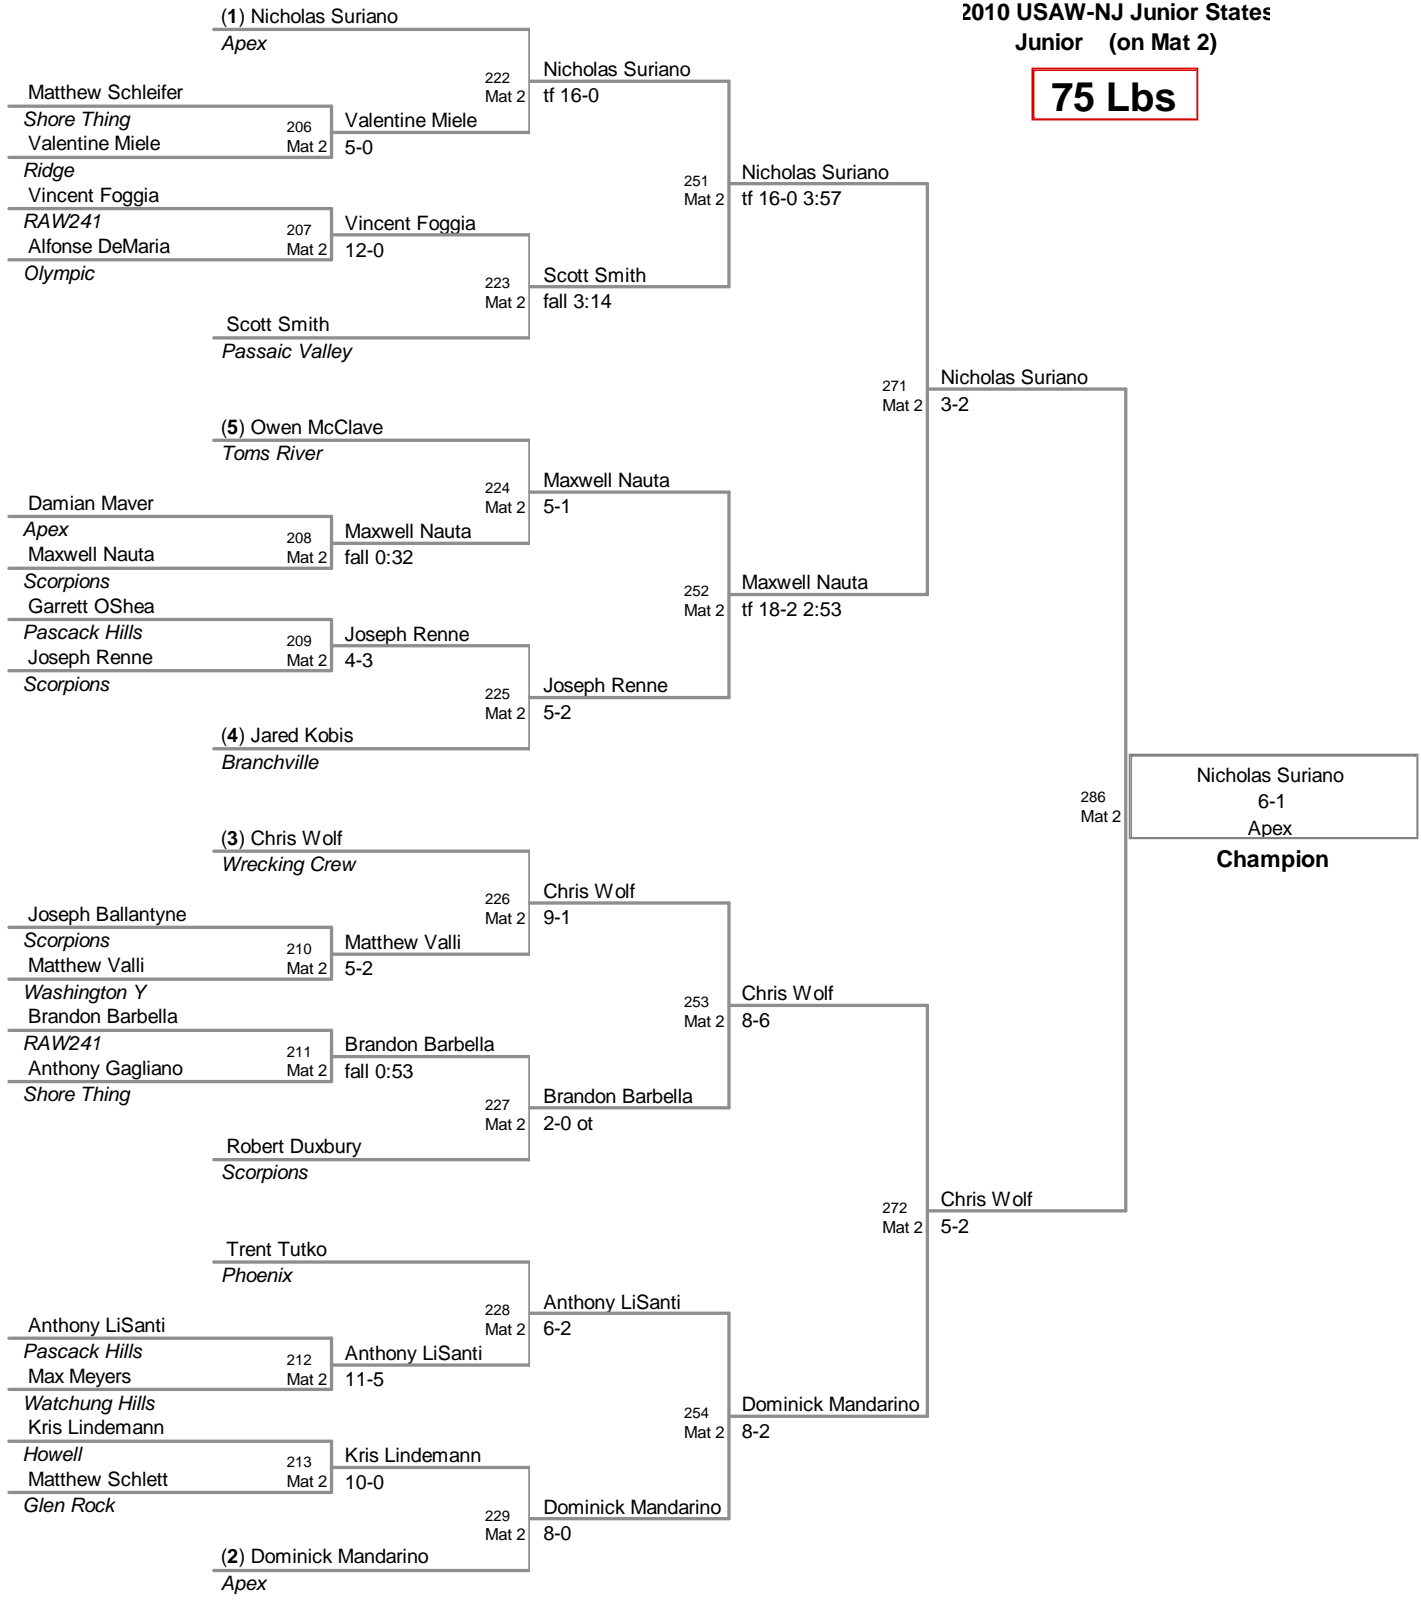 2010 USAW-NJ Junior States
Junior (on Mat 2)
75 Lbs
(1) Nicholas Suriano
Apex
222
Mat 2
Nicholas Suriano
tf 16-0
Matthew Schleifer
Shore Thing
206
Mat 2
Valentine Miele
5-0
Valentine Miele
Ridge
251
Mat 2
Nicholas Suriano
tf 16-0 3:57
Vincent Foggia
RAW241
207
Mat 2
Vincent Foggia
12-0
Alfonse DeMaria
Olympic
223
Mat 2
Scott Smith
fall 3:14
Scott Smith
Passaic Valley
271
Mat 2
Nicholas Suriano
3-2
(5) Owen McClave
Toms River
224
Mat 2
Maxwell Nauta
5-1
Damian Maver
Apex
208
Mat 2
Maxwell Nauta
fall 0:32
Maxwell Nauta
Scorpions
252
Mat 2
Maxwell Nauta
tf 18-2 2:53
Garrett OShea
Pascack Hills
209
Mat 2
Joseph Renne
4-3
Joseph Renne
Scorpions
225
Mat 2
Joseph Renne
5-2
(4) Jared Kobis
Branchville
286
Mat 2
Nicholas Suriano
6-1
Apex
Champion
(3) Chris Wolf
Wrecking Crew
226
Mat 2
Chris Wolf
9-1
Joseph Ballantyne
Scorpions
210
Mat 2
Matthew Valli
5-2
Matthew Valli
Washington Y
253
Mat 2
Chris Wolf
8-6
Brandon Barbella
RAW241
211
Mat 2
Brandon Barbella
fall 0:53
Anthony Gagliano
Shore Thing
227
Mat 2
Brandon Barbella
2-0 ot
Robert Duxbury
Scorpions
272
Mat 2
Chris Wolf
5-2
Trent Tutko
Phoenix
228
Mat 2
Anthony LiSanti
6-2
Anthony LiSanti
Pascack Hills
212
Mat 2
Anthony LiSanti
11-5
Max Meyers
Watchung Hills
254
Mat 2
Dominick Mandarino
8-2
Kris Lindemann
Howell
213
Mat 2
Kris Lindemann
10-0
Matthew Schlett
Glen Rock
229
Mat 2
Dominick Mandarino
8-0
(2) Dominick Mandarino
Apex